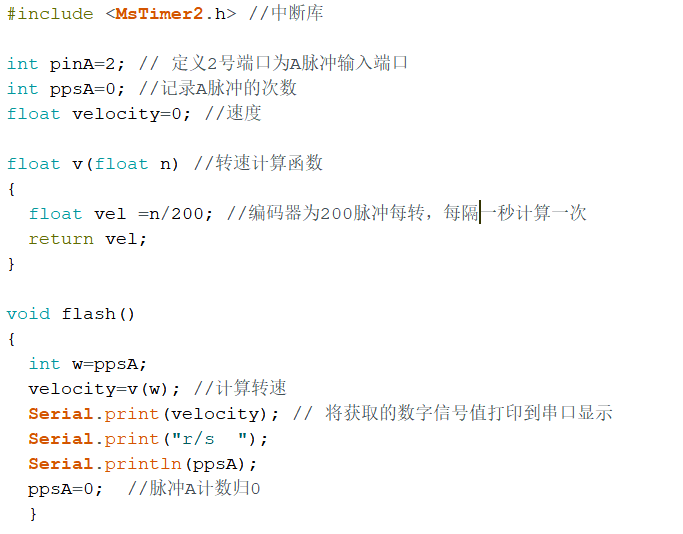 #include <MsTimer2.h> //中断库
int pinA=2; // 定义2号端口为A脉冲输入端口
int ppsA=0; //记录A脉冲的次数
float velocity=0; //速度
float v(float n) //转速计算函数
{
float vel =n/200; //编码器为200脉冲每转，每隔一秒计算一次
return vel;
}
void flash()
{
int w=ppsA;
velocity=v(w); //计算转速
Serial.print(velocity); // 将获取的数字信号值打印到串口显示
Serial.print("r/s  ");
Serial.println(ppsA);
ppsA=0;  //脉冲A计数归0
}